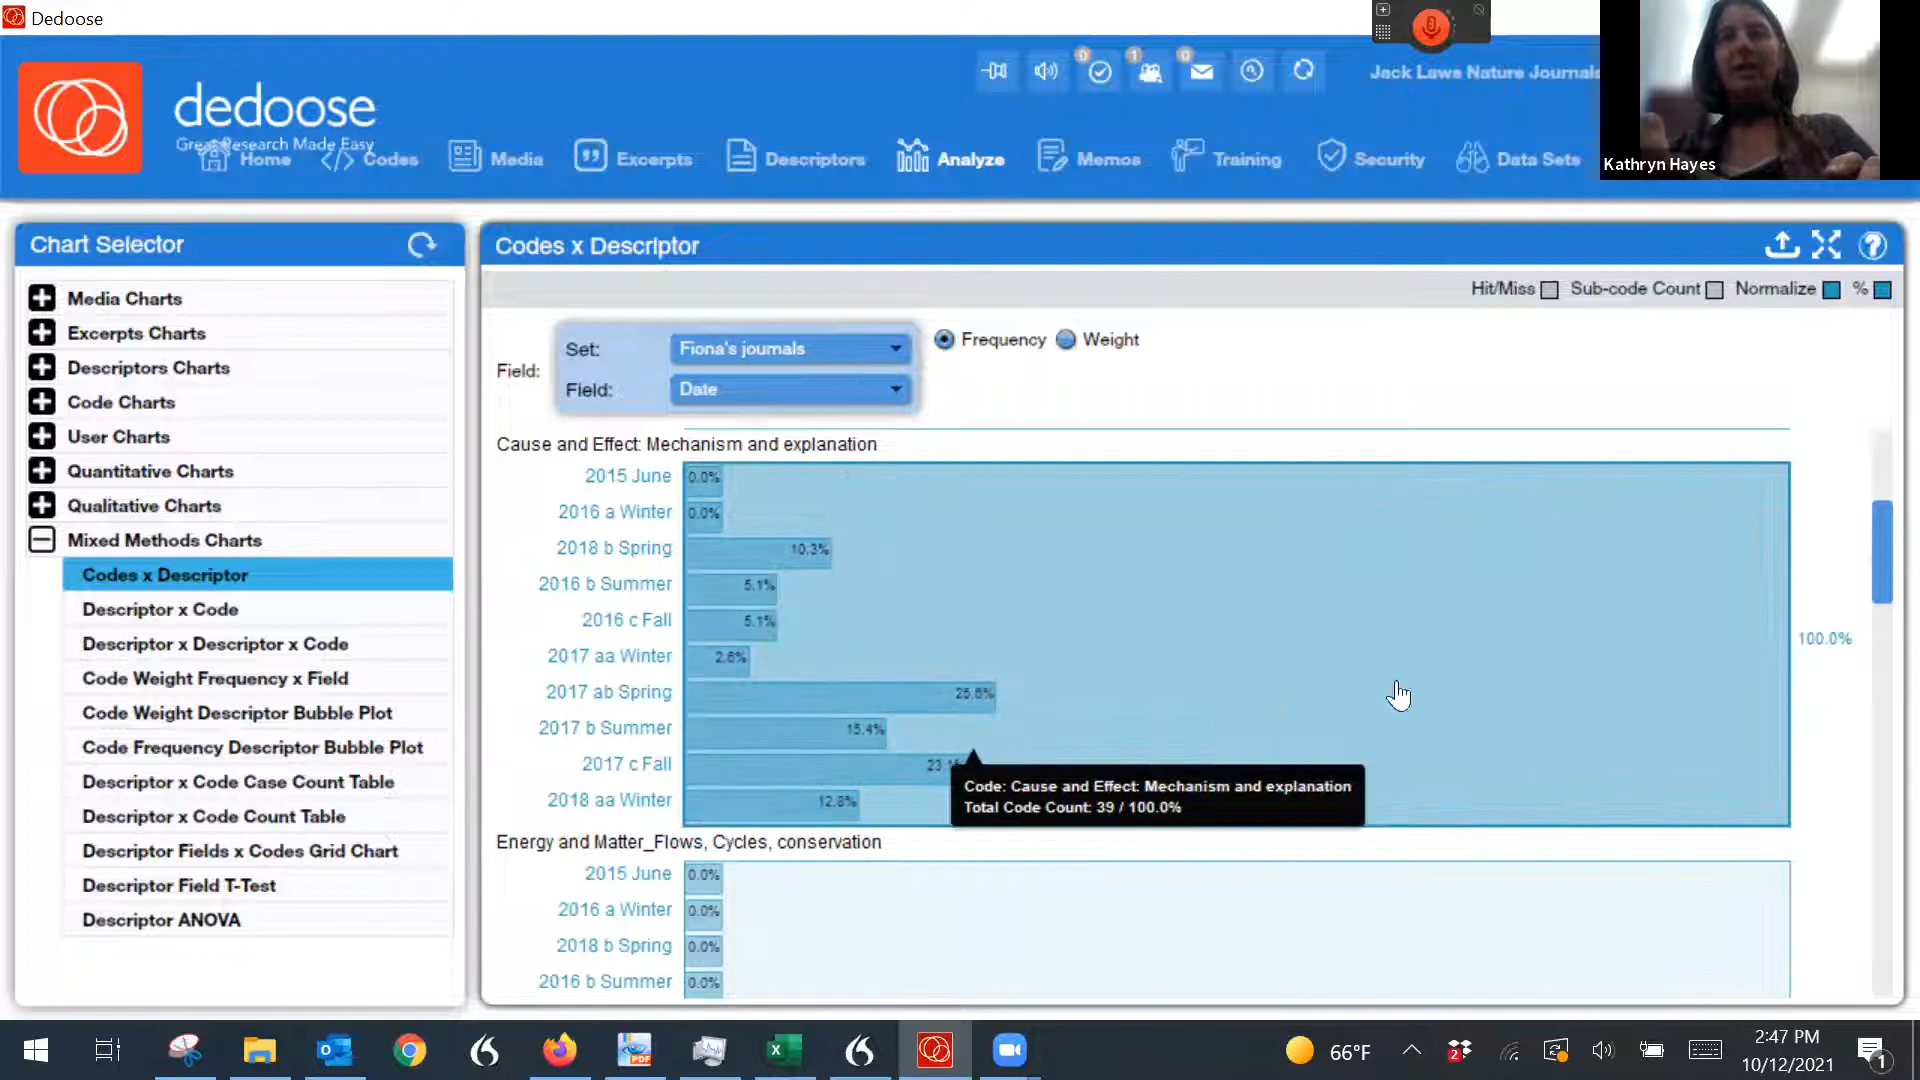 Dedoose
dedoose
Great Research Made Easy
0
1
0
Jack Laws Nature Journals
Kathryn Hayes
Home
Codes
Media
Excerpts
Descriptors
Analyze
Memos
Training
Security
Data Sets
Chart Selector
Media Charts
Excerpts Charts
Descriptors Charts
Code Charts
User Charts
Quantitative Charts
Qualitative Charts
Mixed Methods Charts
Codes x Descriptor
Descriptor x Code
Descriptor x Descriptor x Code
Code Weight Frequency x Field
Code Weight Descriptor Bubble Plot
Code Frequency Descriptor Bubble Plot
Descriptor x Code Case Count Table
Descriptor x Code Count Table
Descriptor Fields x Codes Grid Chart
Descriptor Field T-Test
Descriptor ANOVA
Codes x Descriptor
Hit/Miss Sub-code Count Normalize %
Field:
Set: Fiona's journals
Field: Date
Frequency Weight
Cause and Effect: Mechanism and explanation
2015 June 0.0%
2016 a Winter 0.0%
2018 b Spring 10.3%
2016 b Summer 5.1%
2016 c Fall 5.1%
2017 aa Winter 2.6%
2017 ab Spring 25.6%
2017 b Summer 15.4%
2017 c Fall 23.1
2018 aa Winter 12.8%
100.0%
Code: Cause and Effect: Mechanism and explanation
Total Code Count: 39 / 100.0%
Energy and Matter_Flows, Cycles, conservation
2015 June 0.0%
2016 a Winter 0.0%
2018 b Spring 0.0%
2016 b Summer 0.0%
PDF
66°F
2
2:47 PM
10/12/2021
1